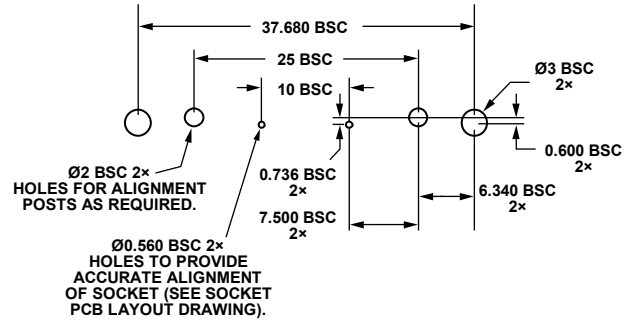 37.680 BSC
25 BSC
10 BSC
Ø3 BSC
2×
Ø2 BSC 2×
HOLES FOR ALIGNMENT
POSTS AS REQUIRED.
0.736 BSC
2×
0.600 BSC
2×
6.340 BSC
2×
7.500 BSC
2×
Ø0.560 BSC 2×
HOLES TO PROVIDE
ACCURATE ALIGNMENT
OF SOCKET (SEE SOCKET
PCB LAYOUT DRAWING).